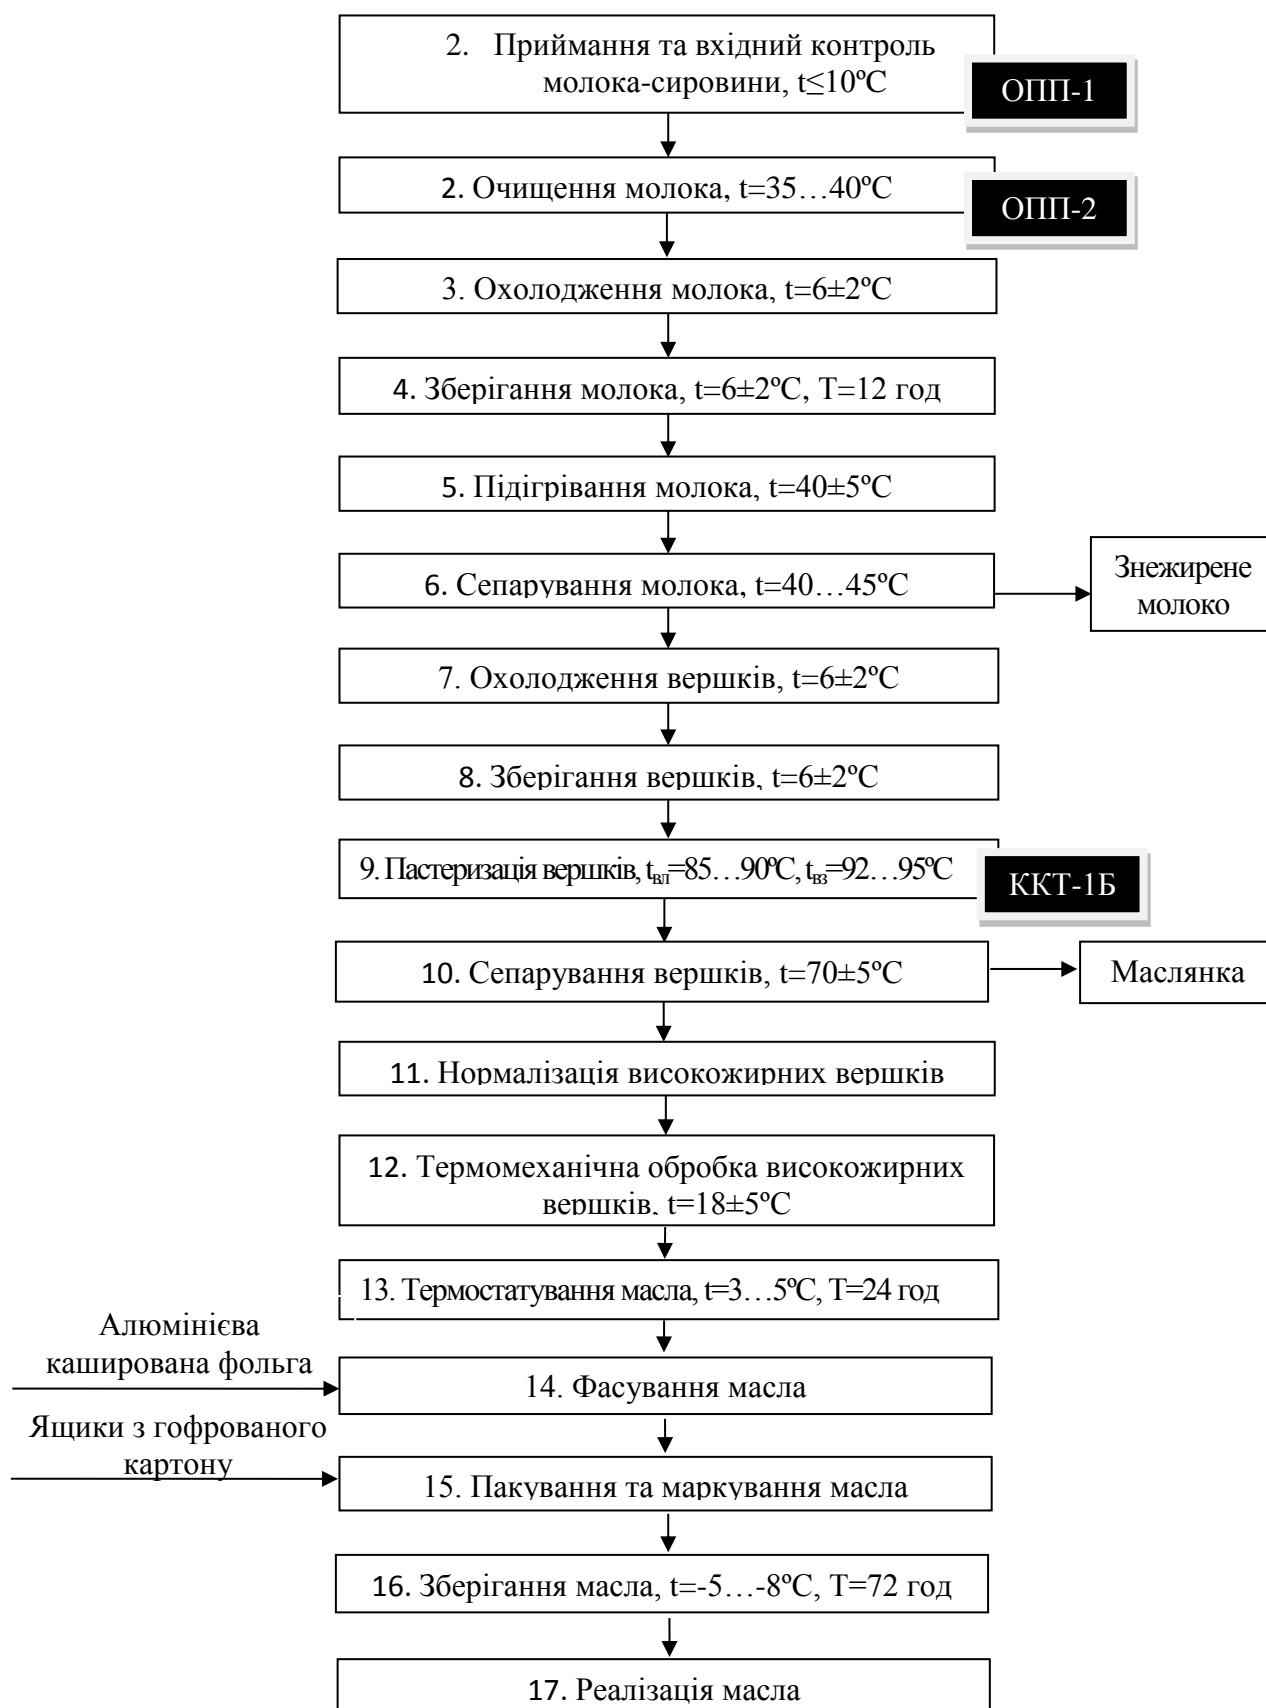 2. Приймання та вхідний контроль
молока-сировини, t≤10ºC
ОПП-1
2. Очищення молока, t=35…40ºC
ОПП-2
3. Охолодження молока, t=6±2ºC
4. Зберігання молока, t=6±2ºC, T=12 год
5. Підігрівання молока, t=40±5ºC
6. Сепарування молока, t=40…45ºC
Знежирене
молоко
7. Охолодження вершків, t=6±2ºC
8. Зберігання вершків, t=6±2ºC
9. Пастеризація вершків, tвл=85…90ºC, tвз=92…95ºC
ККТ-1Б
10. Сепарування вершків, t=70±5ºC
Маслянка
11. Нормалізація високожирних вершків
12. Термомеханічна обробка високожирних
вершків, t=18±5ºC
13. Термостатування масла, t=3…5ºC, T=24 год
Алюмінієва
каширована фольга
14. Фасування масла
Ящики з гофрованого
картону
15. Пакування та маркування масла
16. Зберігання масла, t=-5…-8ºC, T=72 год
17. Реалізація масла